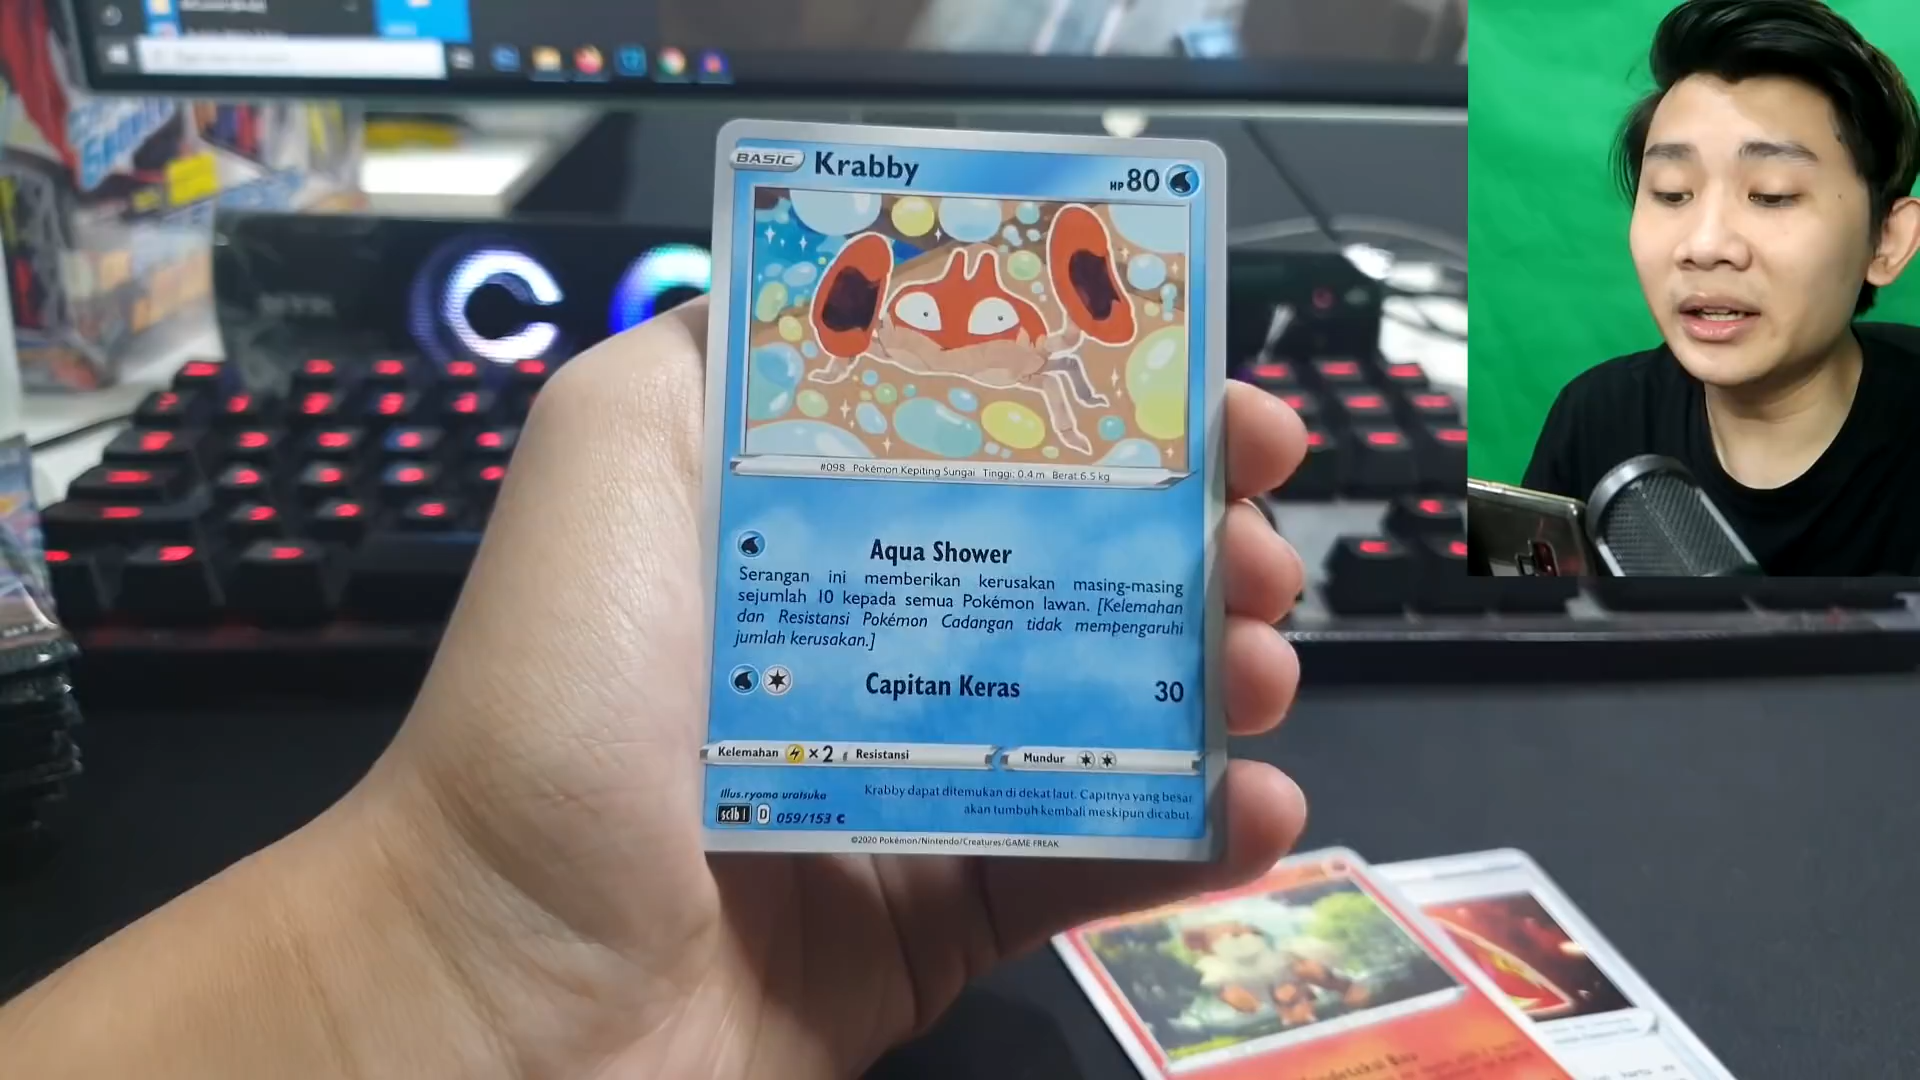 BASIC Krabby HP 80
#098 Pokémon Kepiting Sungai Tinggi: 0.4 m Berat 6.5 kg
Aqua Shower
Serangan ini memberikan kerusakan masing-masing
sejumlah 10 kepada semua Pokémon lawan. [Kelemahan
dan Resistansi Pokémon Cadangan tidak mempengaruhi
jumlah kerusakan.]
Capitan Keras 30
Kelemahan ×2 Resistansi Mundur
Illus. ryoma uratsuka
Krabby dapat ditemukan di dekat laut. Capitnya yang besar
akan tumbuh kembali meskipun dicabut.
sc1b I D 059/153 C
©2020 Pokémon/Nintendo/Creatures/GAME FREAK